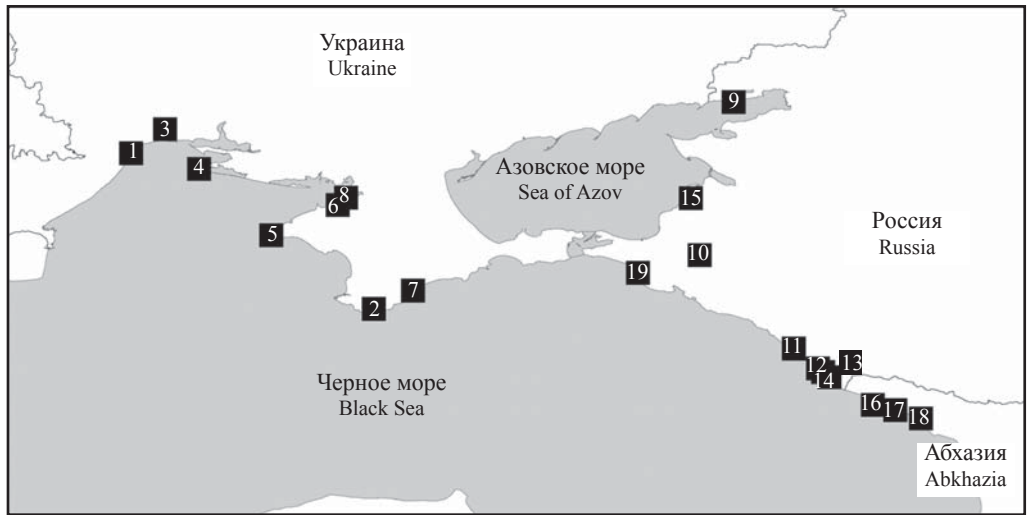 Украина
Ukraine
9
3
1
4
Азовское море
Sea of Azov
8
6
15
Россия
Russia
5
10
19
7
2
11
12
13
14
Черное море
Black Sea
16
17
18
Абхазия
Abkhazia